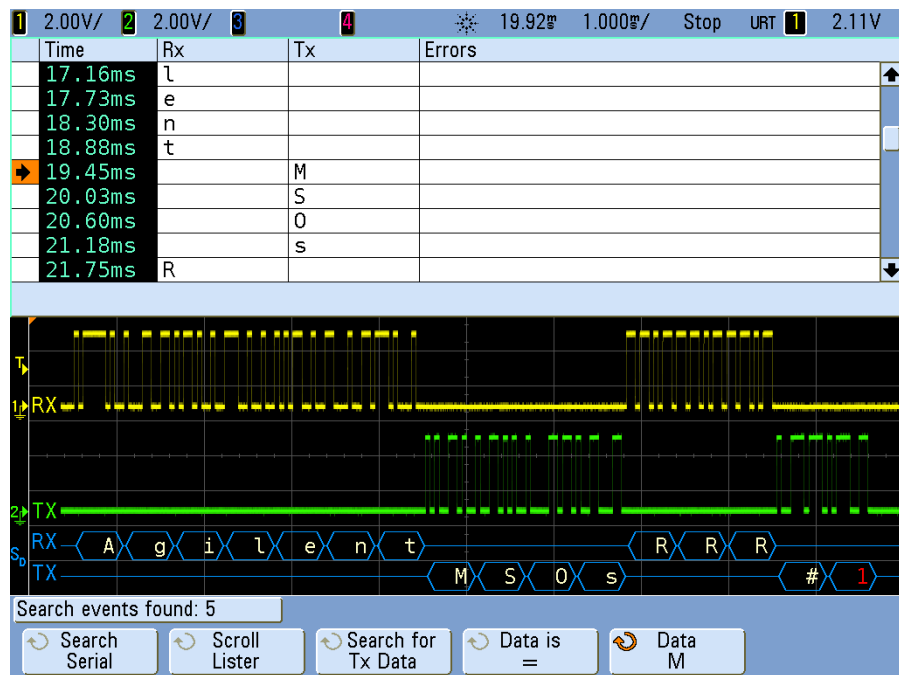 1 2.00V/ 2 2.00V/ 3 4 19.92ms 1.000ms/ Stop URT 1 2.11V
Time Rx Tx Errors
17.16ms l
17.73ms e
18.30ms n
18.88ms t
19.45ms M
20.03ms S
20.60ms O
21.18ms s
21.75ms R
T
1 RX
2 TX
SD RX A g i l e n t R R R
TX M S O s # 1
Search events found: 5
Search Serial
Scroll Lister
Search for Tx Data
Data is =
Data M